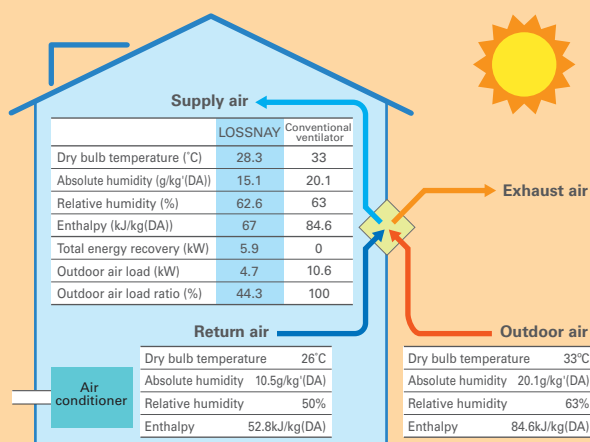 Supply air
LOSSNAY Conventional ventilator
Dry bulb temperature (˚C) 28.3 33
Absolute humidity (g/kg'(DA)) 15.1 20.1
Relative humidity (%) 62.6 63
Enthalpy (kJ/kg(DA)) 67 84.6
Total energy recovery (kW) 5.9 0
Outdoor air load (kW) 4.7 10.6
Outdoor air load ratio (%) 44.3 100
Exhaust air
Return air
Dry bulb temperature 26˚C
Absolute humidity 10.5g/kg'(DA)
Relative humidity 50%
Enthalpy 52.8kJ/kg(DA)
Outdoor air
Dry bulb temperature 33°C
Absolute humidity 20.1g/kg'(DA)
Relative humidity 63%
Enthalpy 84.6kJ/kg(DA)
Air
conditioner